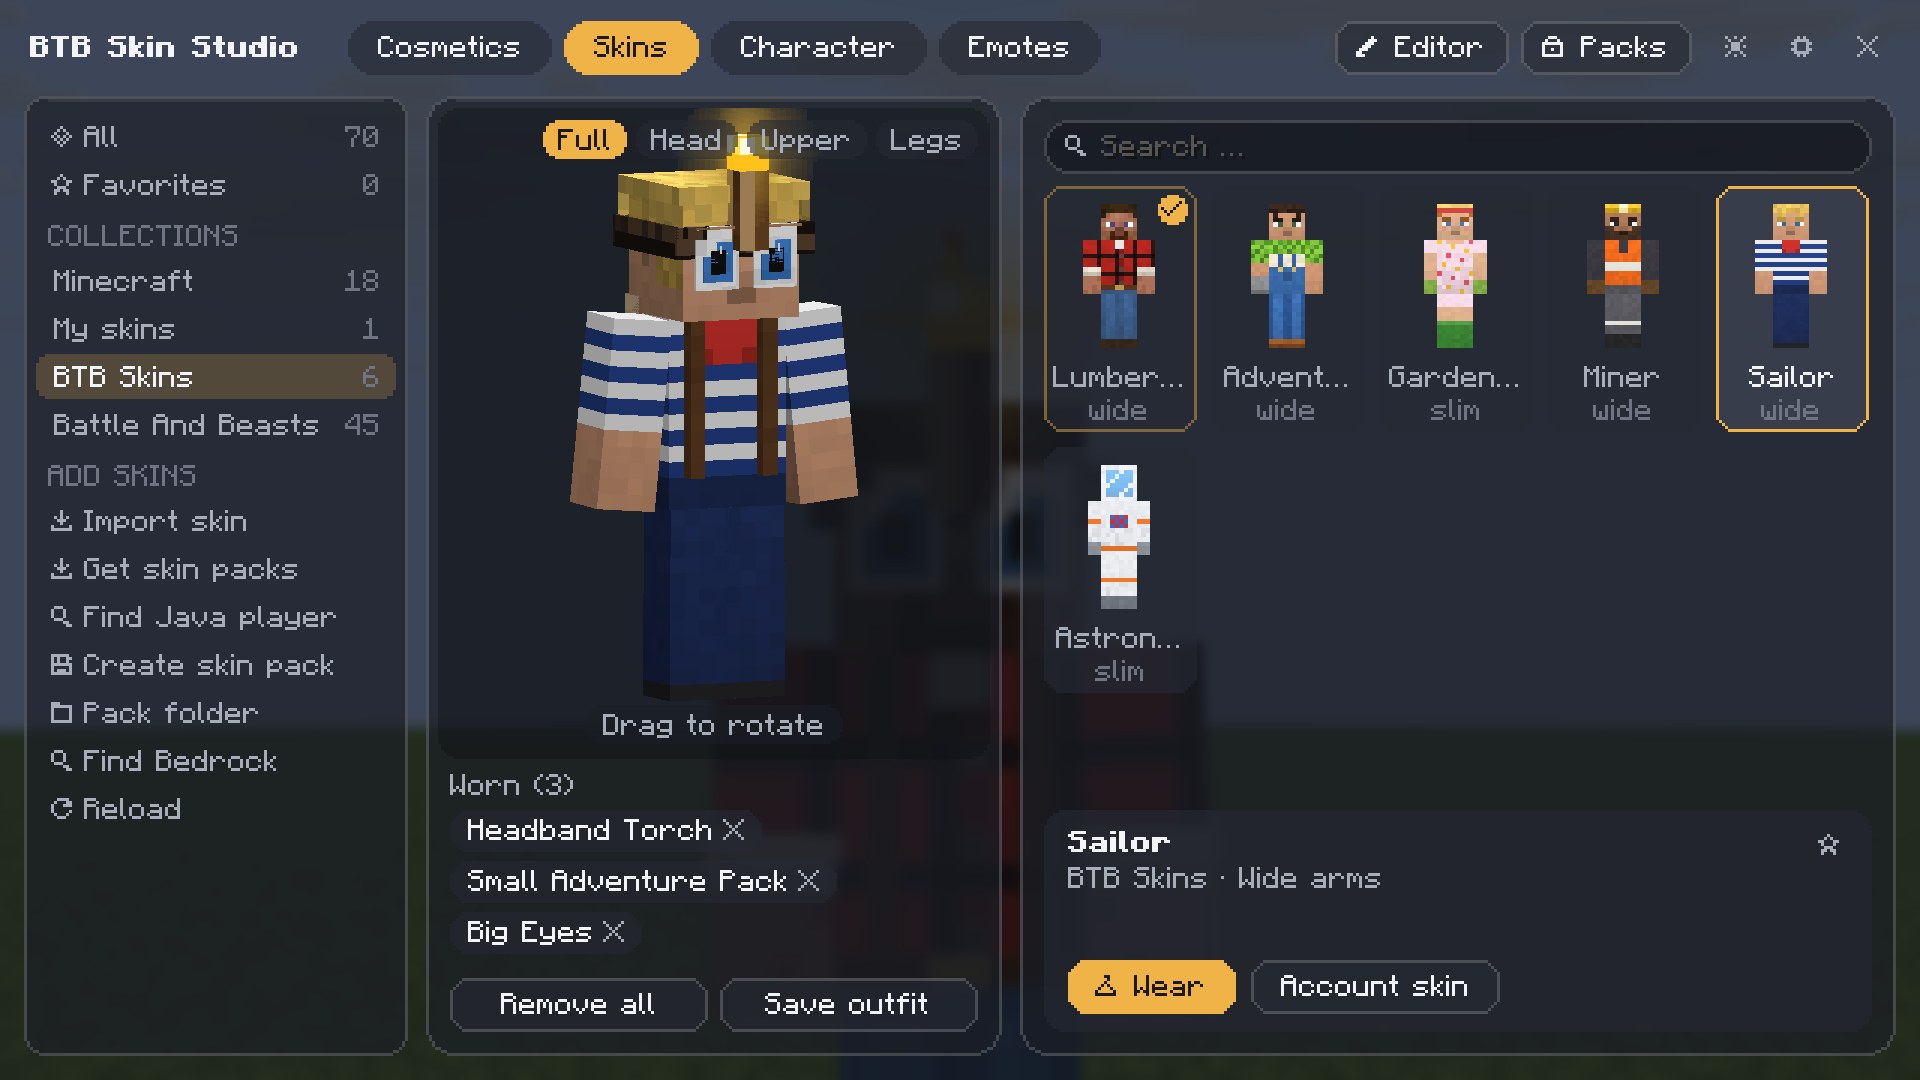 BTB Skin Studio
Cosmetics
Skins
Character
Emotes
Editor
Packs
All 70
Favorites 0
COLLECTIONS
Minecraft 18
My skins 1
BTB Skins 6
Battle And Beasts 45
ADD SKINS
Import skin
Get skin packs
Find Java player
Create skin pack
Pack folder
Find Bedrock
Reload
Full
Head
Upper
Legs
Drag to rotate
Worn (3)
Headband Torch
Small Adventure Pack
Big Eyes
Remove all
Save outfit
Search ...
Lumber...
wide
Advent...
wide
Garden...
slim
Miner
wide
Sailor
wide
Astron...
slim
Sailor
BTB Skins · Wide arms
Wear
Account skin